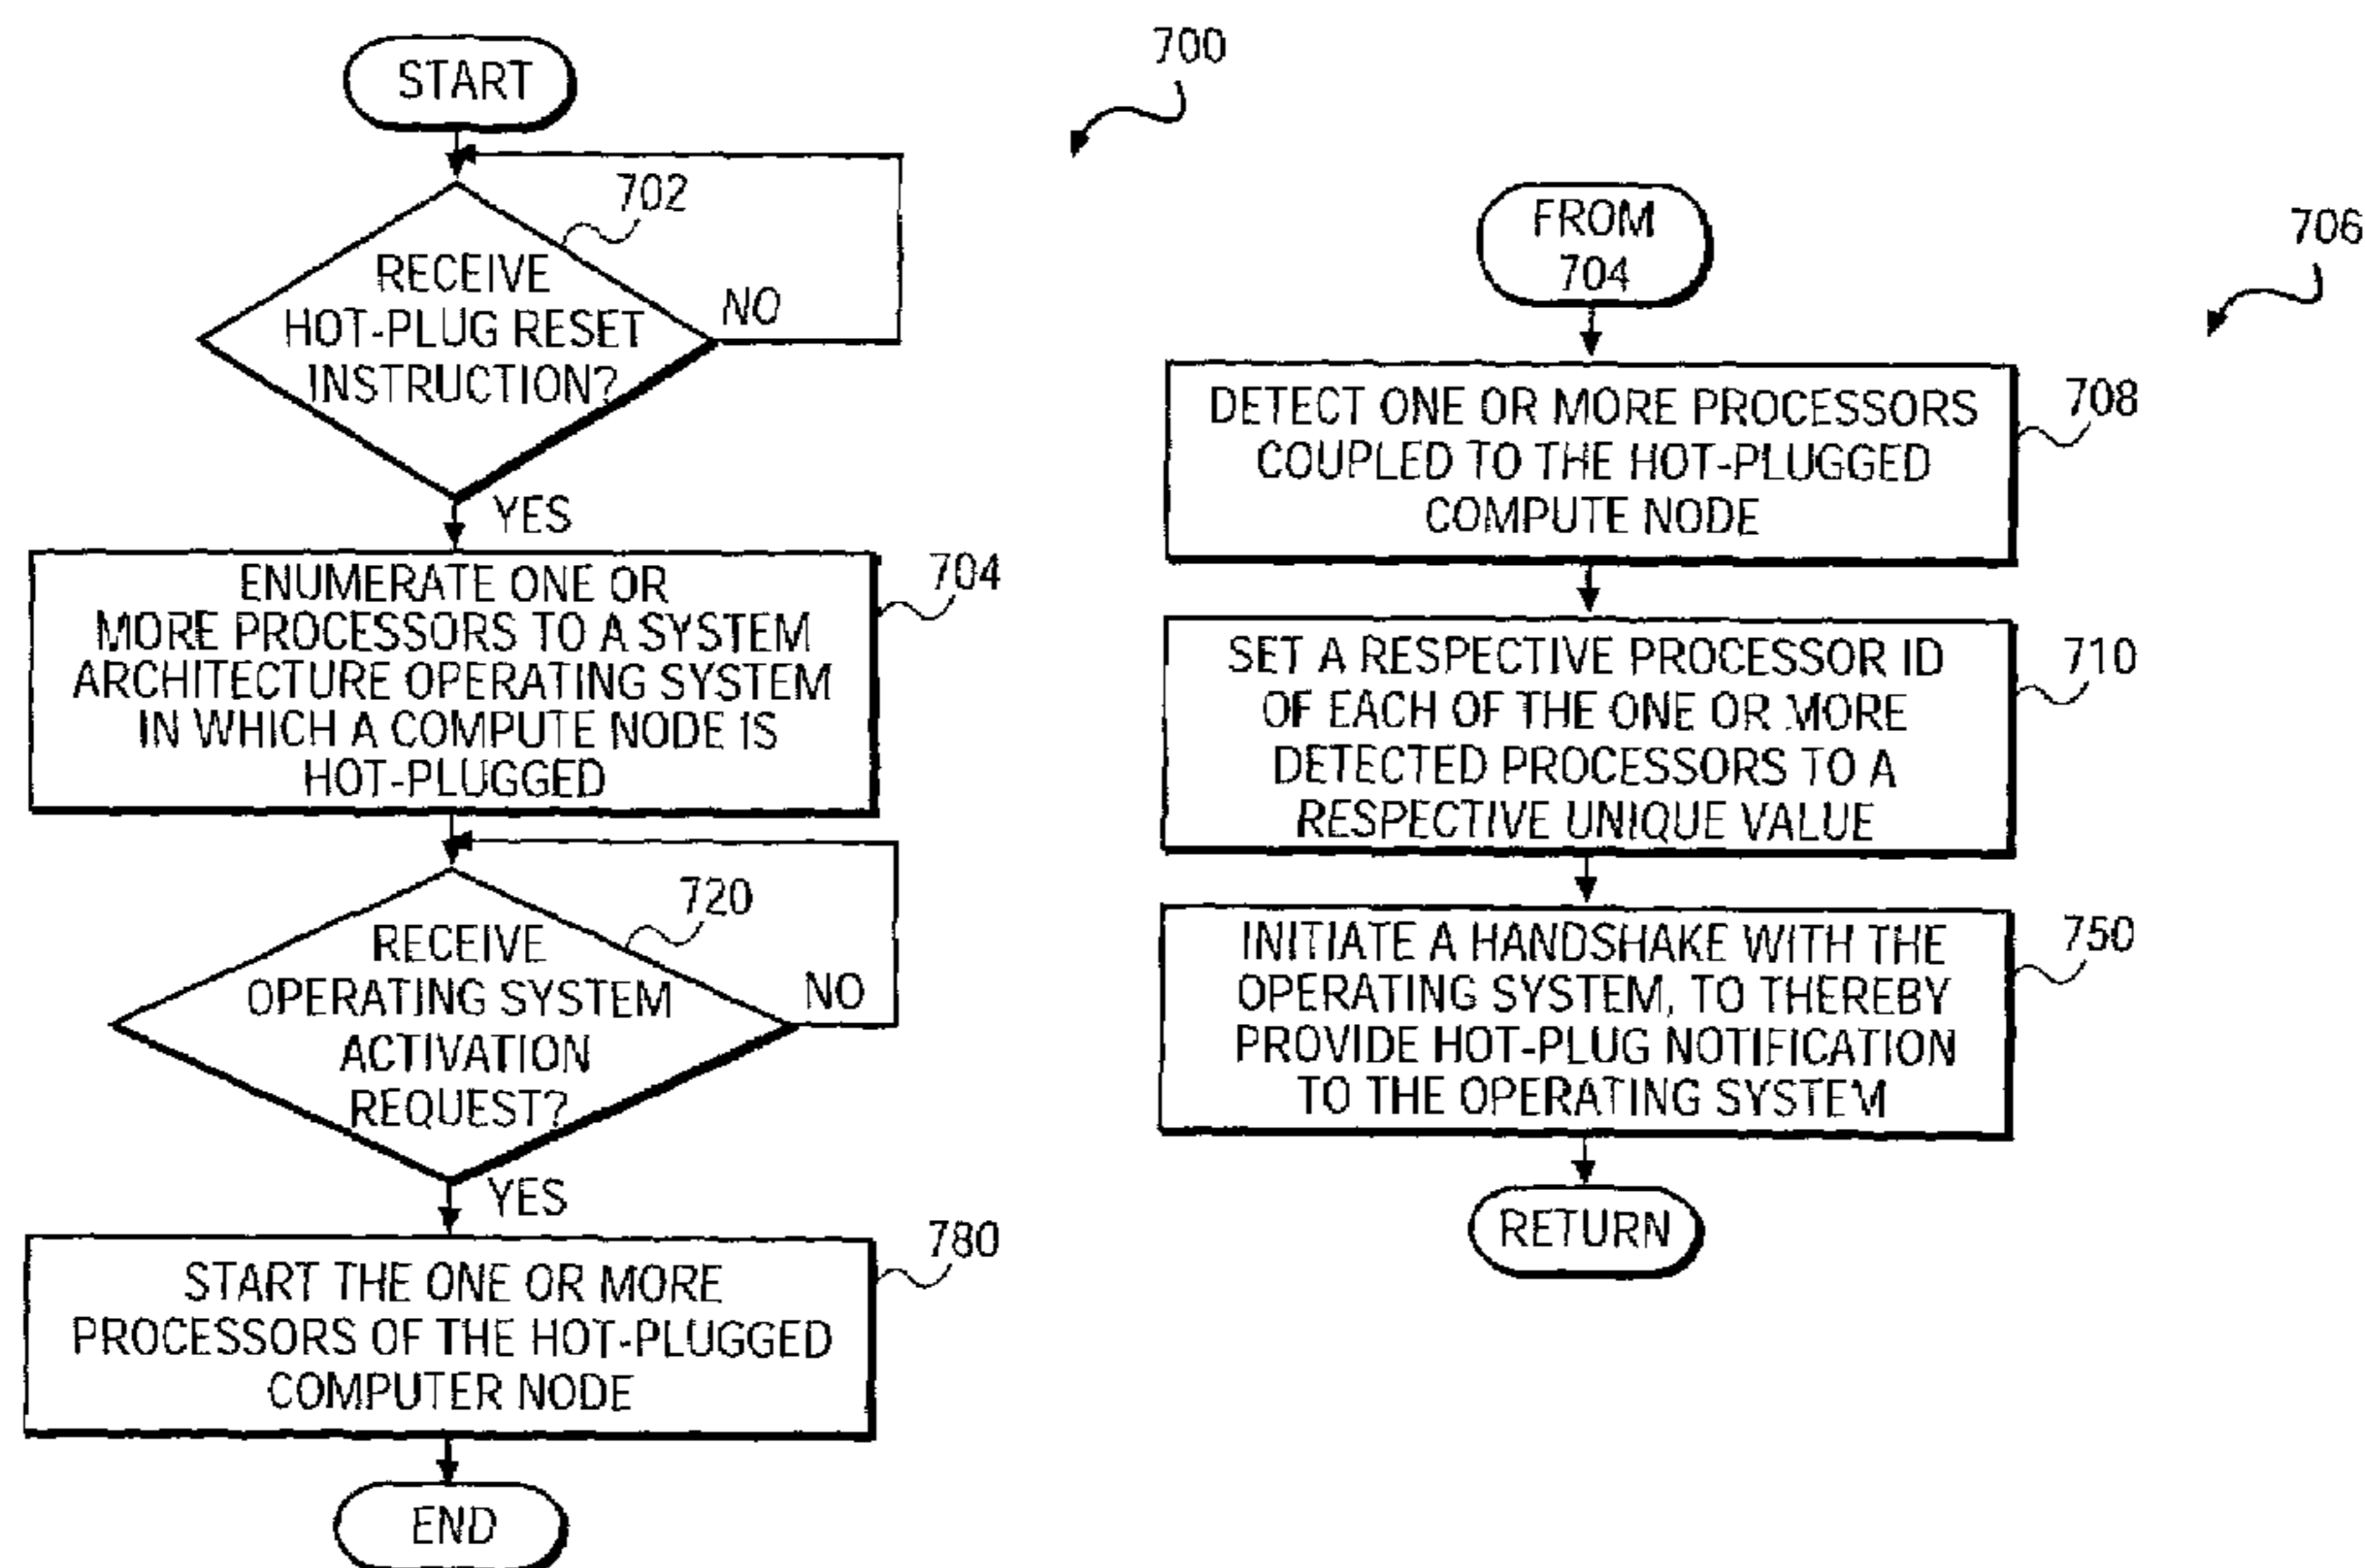 START
700
702
RECEIVE
HOT-PLUG RESET
INSTRUCTION?
NO
YES
704
ENUMERATE ONE OR
MORE PROCESSORS TO A SYSTEM
ARCHITECTURE OPERATING SYSTEM
IN WHICH A COMPUTE NODE IS
HOT-PLUGGED
720
RECEIVE
OPERATING SYSTEM
ACTIVATION
REQUEST?
NO
YES
780
START THE ONE OR MORE
PROCESSORS OF THE HOT-PLUGGED
COMPUTER NODE
END
FROM
704
706
DETECT ONE OR MORE PROCESSORS
COUPLED TO THE HOT-PLUGGED
COMPUTE NODE
708
SET A RESPECTIVE PROCESSOR ID
OF EACH OF THE ONE OR MORE
DETECTED PROCESSORS TO A
RESPECTIVE UNIQUE VALUE
710
INITIATE A HANDSHAKE WITH THE
OPERATING SYSTEM, TO THEREBY
PROVIDE HOT-PLUG NOTIFICATION
TO THE OPERATING SYSTEM
750
RETURN